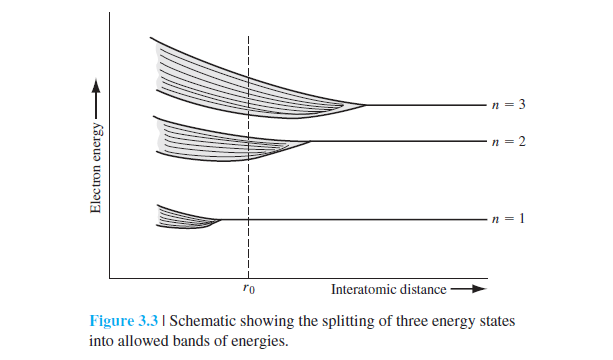 Electron energy
n = 3
n = 2
n = 1
r0
Interatomic distance
Figure 3.3 | Schematic showing the splitting of three energy states
into allowed bands of energies.